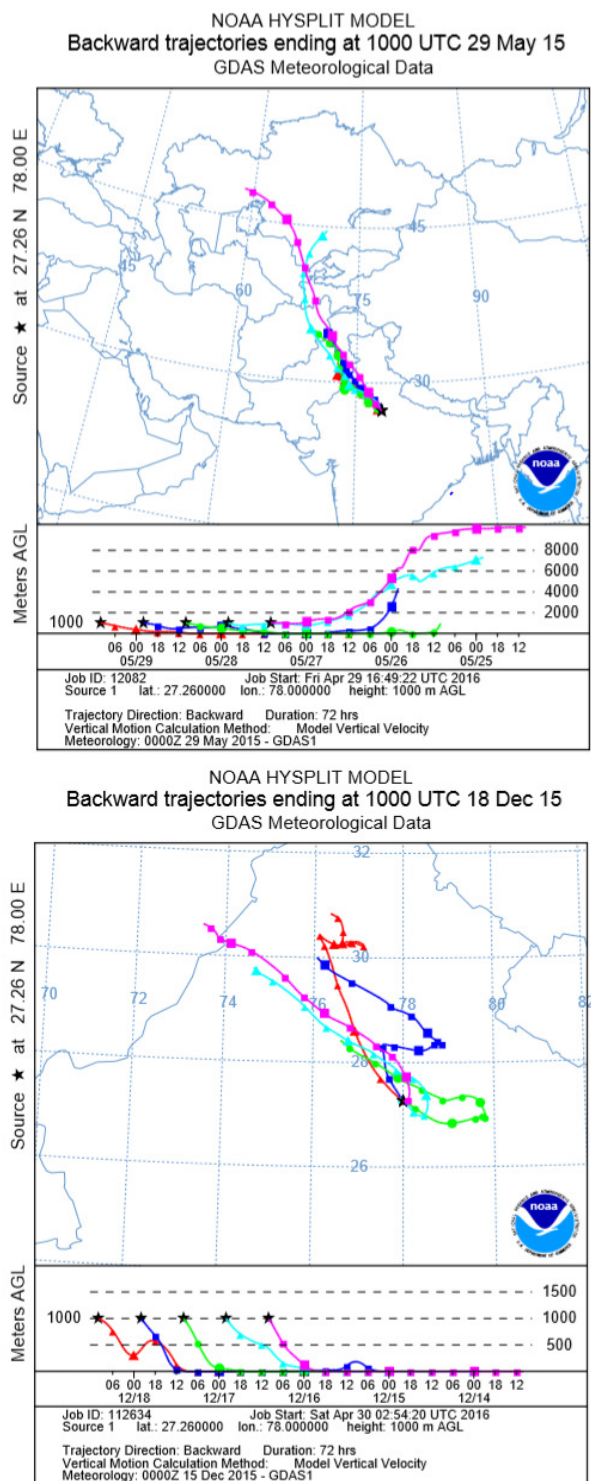 NOAA HYSPLIT MODEL
Backward trajectories ending at 1000 UTC 29 May 15
GDAS Meteorological Data
Source ★ at 27.26 N 78.00 E
45
45
60
75
90
30
noaa
Meters AGL
1000
8000
6000
4000
2000
06 00 18 12 06 00 18 12 06 00 18 12 06 00 18 12 06 00 18 12
05/29 05/28 05/27 05/26 05/25
Job ID: 12082 Job Start: Fri Apr 29 16:49:22 UTC 2016
Source 1 lat.: 27.260000 lon.: 78.000000 height: 1000 m AGL
Trajectory Direction: Backward Duration: 72 hrs
Vertical Motion Calculation Method: Model Vertical Velocity
Meteorology: 0000Z 29 May 2015 - GDAS1
NOAA HYSPLIT MODEL
Backward trajectories ending at 1000 UTC 18 Dec 15
GDAS Meteorological Data
Source ★ at 27.26 N 78.00 E
32
30
70 72 74 76 78 80 82
28
26
noaa
Meters AGL
1000
1500
1000
500
06 00 18 12 06 00 18 12 06 00 18 12 06 00 18 12 06 00 18 12
12/18 12/17 12/16 12/15 12/14
Job ID: 112634 Job Start: Sat Apr 30 02:54:20 UTC 2016
Source 1 lat.: 27.260000 lon.: 78.000000 height: 1000 m AGL
Trajectory Direction: Backward Duration: 72 hrs
Vertical Motion Calculation Method: Model Vertical Velocity
Meteorology: 0000Z 15 Dec 2015 - GDAS1